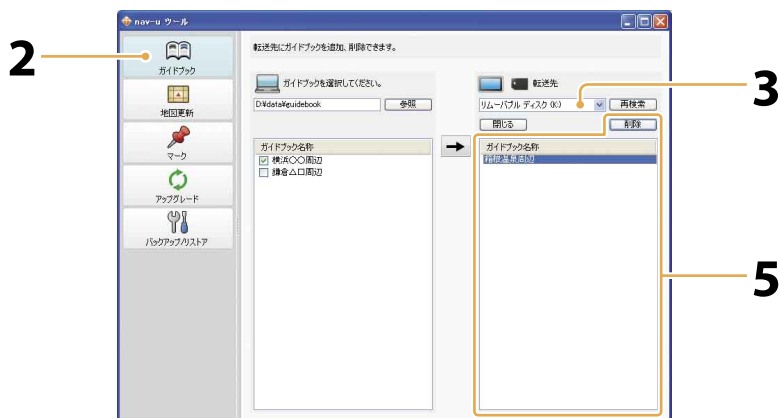 nav-u ツール
2
ガイドブック
地図更新
マーク
アップグレード
バックアップ/リストア
転送先にガイドブックを追加、削除できます。
ガイドブックを選択してください。
D:¥data¥guidebook
参照
ガイドブック名称
横浜○○周辺
鎌倉△口周辺
転送先
リムーバブル ディスク (K:)
再検索
閉じる
削除
ガイドブック名称
箱根温泉周辺
3
5